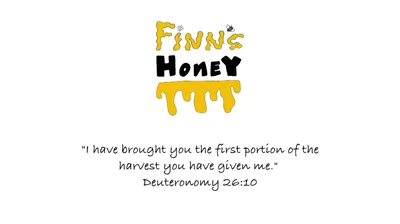 Finn's
Honey
"I have brought you the first portion of the
harvest you have given me."
Deuteronomy 26:10